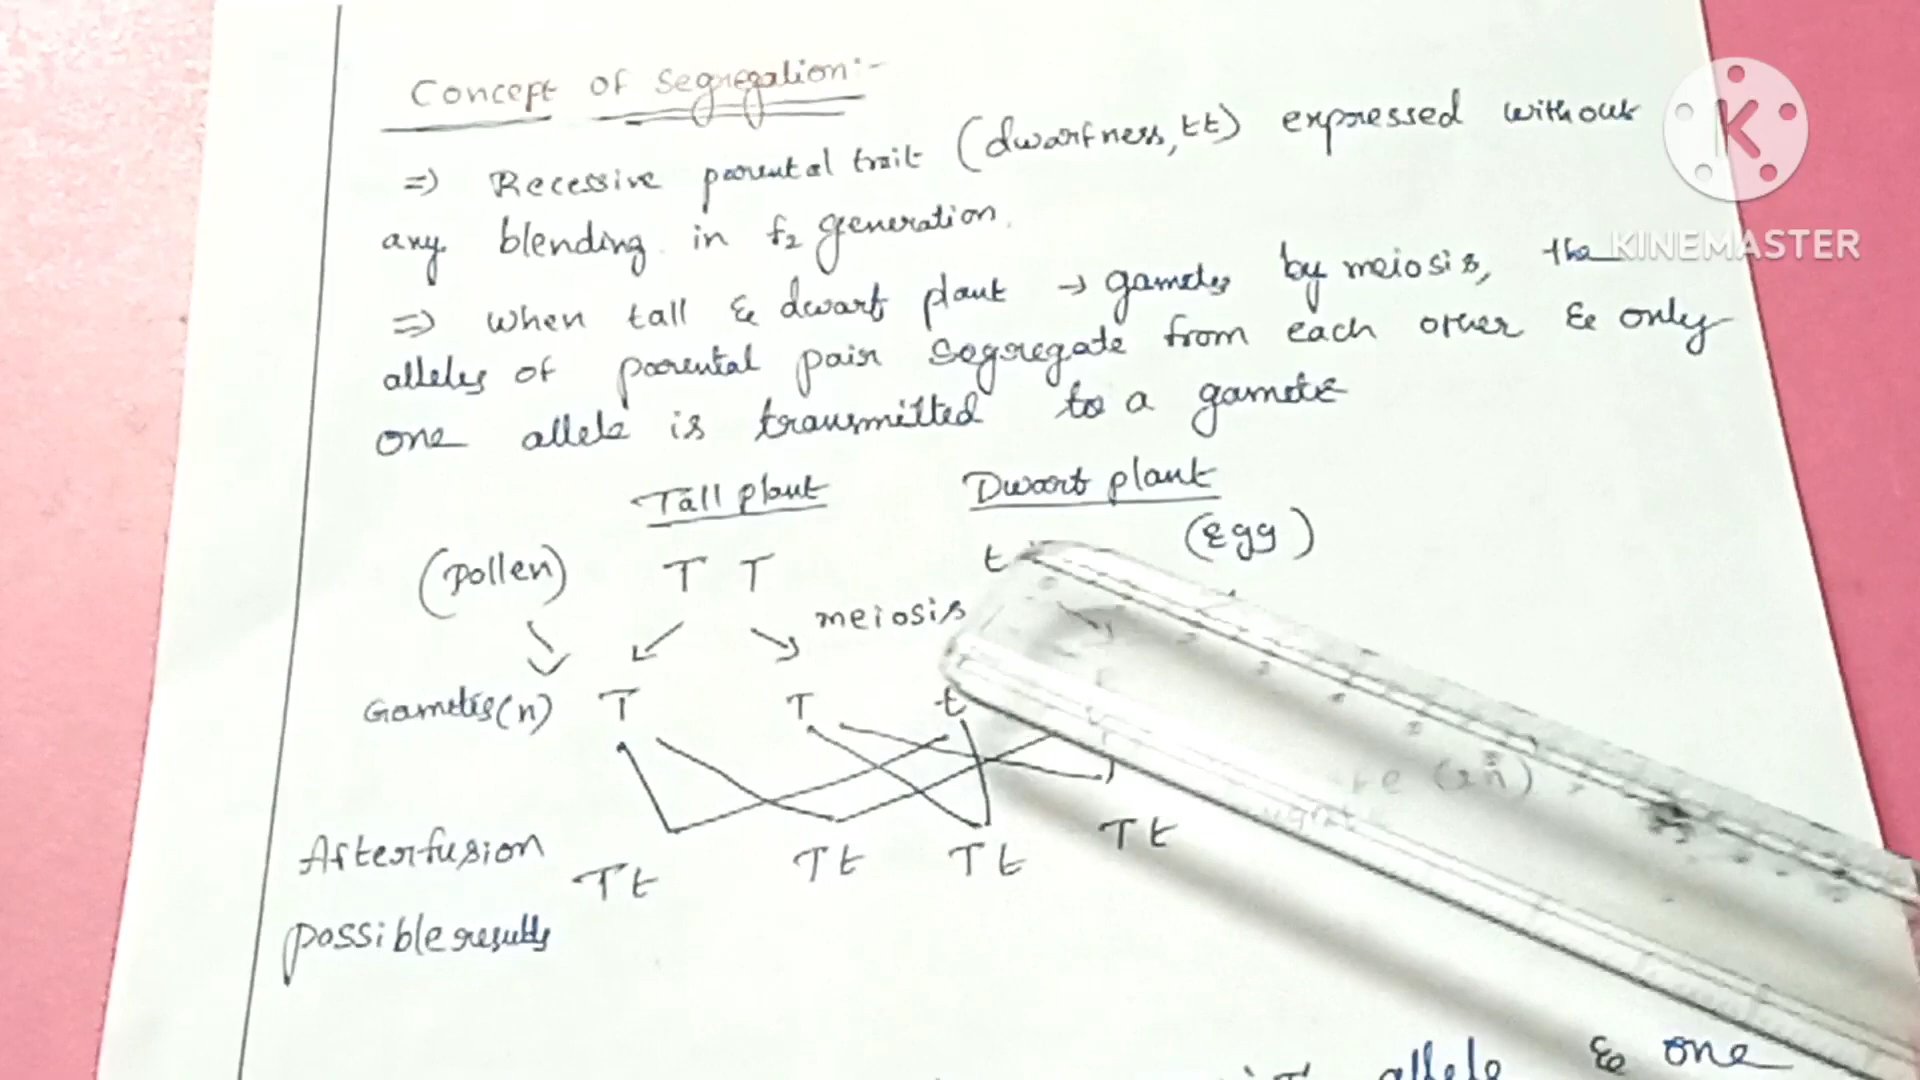 Concept of Segregation:-
=) Recessive parental trait (dwarfness, tt) expressed without
any blending in f2 generation.
=) When tall & dwarf plant → gametes by meiosis, the
alleles of parental pair segregate from each other & only
one allele is transmitted to a gamete
Tall plant Dwarf plant
(pollen) T T t (egg)
meiosis
Gametes(n) T T t
(2n)
After fusion Tt Tt Tt Tt
possible results
allele & one
K
KINEMASTER